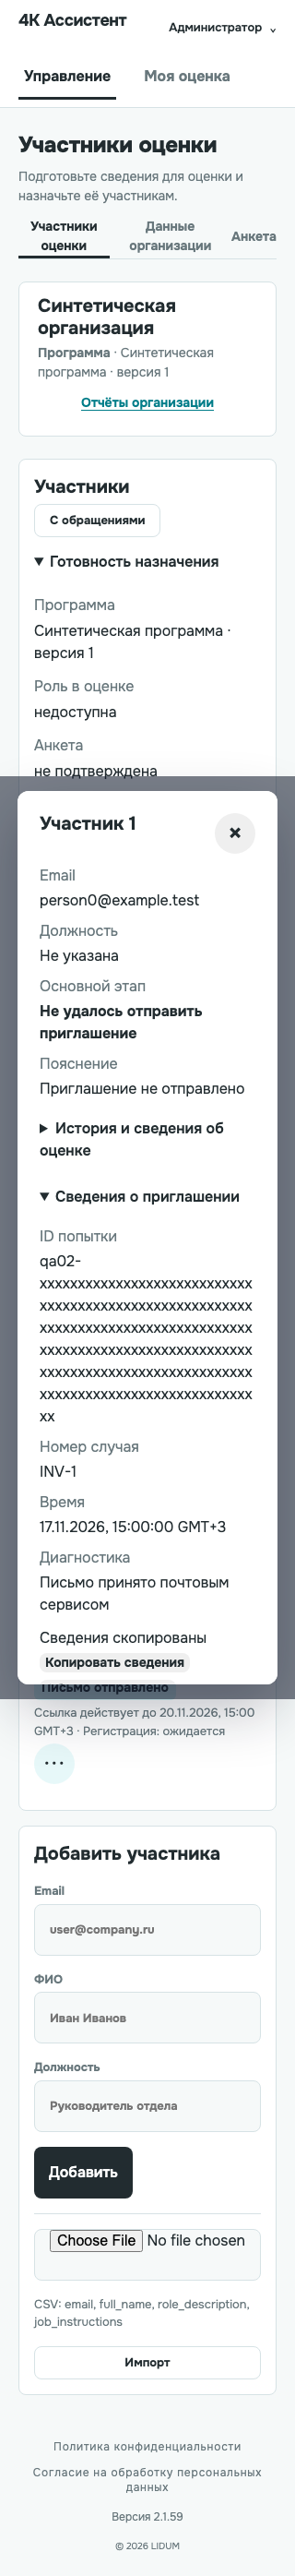 4K Ассистент
Администратор
Управление
Моя оценка
Участники оценки
Подготовьте сведения для оценки и
назначьте её участникам.
Участники
оценки
Данные
организации
Анкета
Синтетическая
организация
Программа · Синтетическая
программа · версия 1
Отчёты организации
Участники
С обращениями
▼ Готовность назначения
Программа
Синтетическая программа ·
версия 1
Роль в оценке
недоступна
Анкета
не подтверждена
Участник 1
×
Email
person0@example.test
Должность
Не указана
Основной этап
Не удалось отправить
приглашение
Пояснение
Приглашение не отправлено
▶ История и сведения об
оценке
▼ Сведения о приглашении
ID попытки
qa02-
xxxxxxxxxxxxxxxxxxxxxxxxxxxx
xxxxxxxxxxxxxxxxxxxxxxxxxxxx
xxxxxxxxxxxxxxxxxxxxxxxxxxxx
xxxxxxxxxxxxxxxxxxxxxxxxxxxx
xxxxxxxxxxxxxxxxxxxxxxxxxxxx
xxxxxxxxxxxxxxxxxxxxxxxxxxxx
xx
Номер случая
INV-1
Время
17.11.2026, 15:00:00 GMT+3
Диагностика
Письмо принято почтовым
сервисом
Сведения скопированы
Копировать сведения
Письмо отправлено
Ссылка действует до 20.11.2026, 15:00
GMT+3 · Регистрация: ожидается
···
Добавить участника
Email
user@company.ru
ФИО
Иван Иванов
Должность
Руководитель отдела
Добавить
Choose File No file chosen
CSV: email, full_name, role_description,
job_instructions
Импорт
Политика конфиденциальности
Согласие на обработку персональных
данных
Версия 2.1.59
© 2026 LIDUM